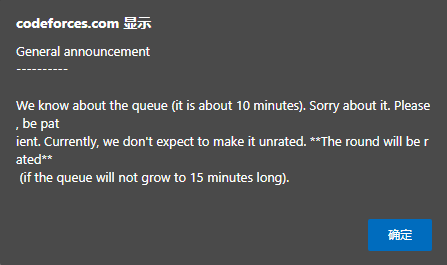 codeforces.com 显示
General announcement
----------
We know about the queue (it is about 10 minutes). Sorry about it. Please
, be pat
ient. Currently, we don't expect to make it unrated. **The round will be r
ated**
(if the queue will not grow to 15 minutes long).
确定